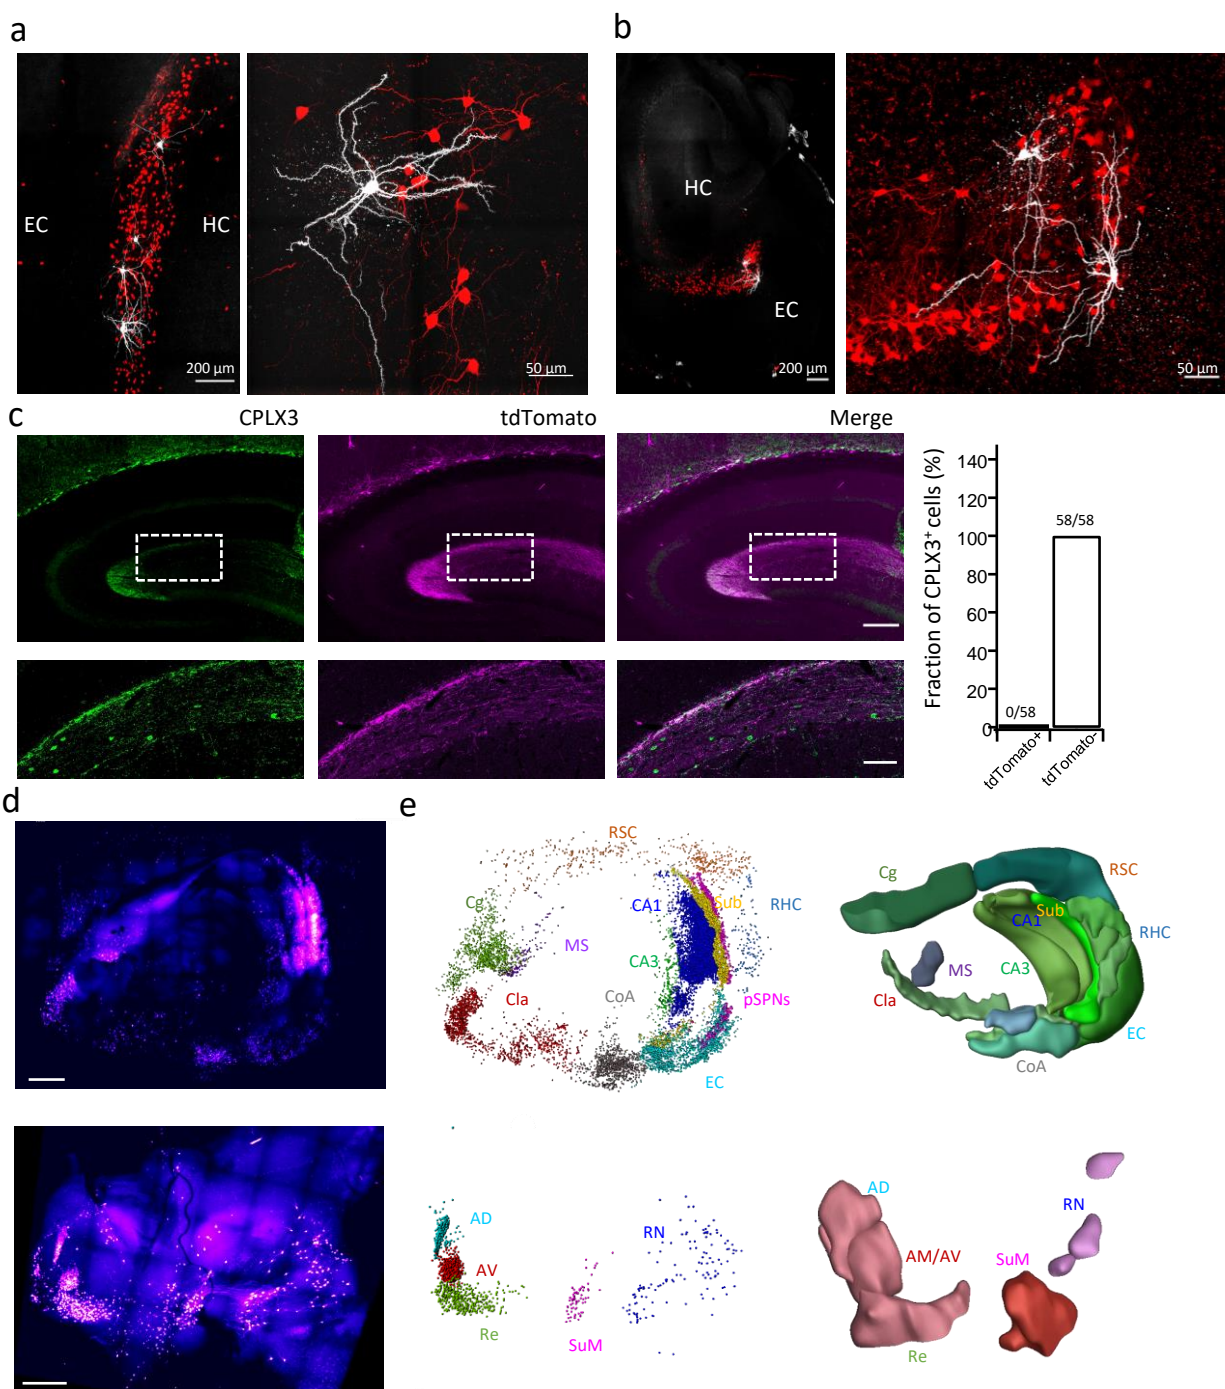 a
EC
HC
200 µm
50 µm
b
HC
EC
200 µm
50 µm
c
CPLX3
tdTomato
Merge
Fraction of CPLX3⁺ cells (%)
140
120
100
80
60
40
20
0
58/58
0/58
tdTomato+
tdTomato-
d
e
RSC
Cg
CA1
Sub
RHC
MS
CA3
Cla
CoA
pSPNs
EC
Cg
RSC
Sub
CA1
RHC
MS
CA3
Cla
EC
CoA
AD
RN
AV
Re
SuM
AD
RN
AM/AV
SuM
Re